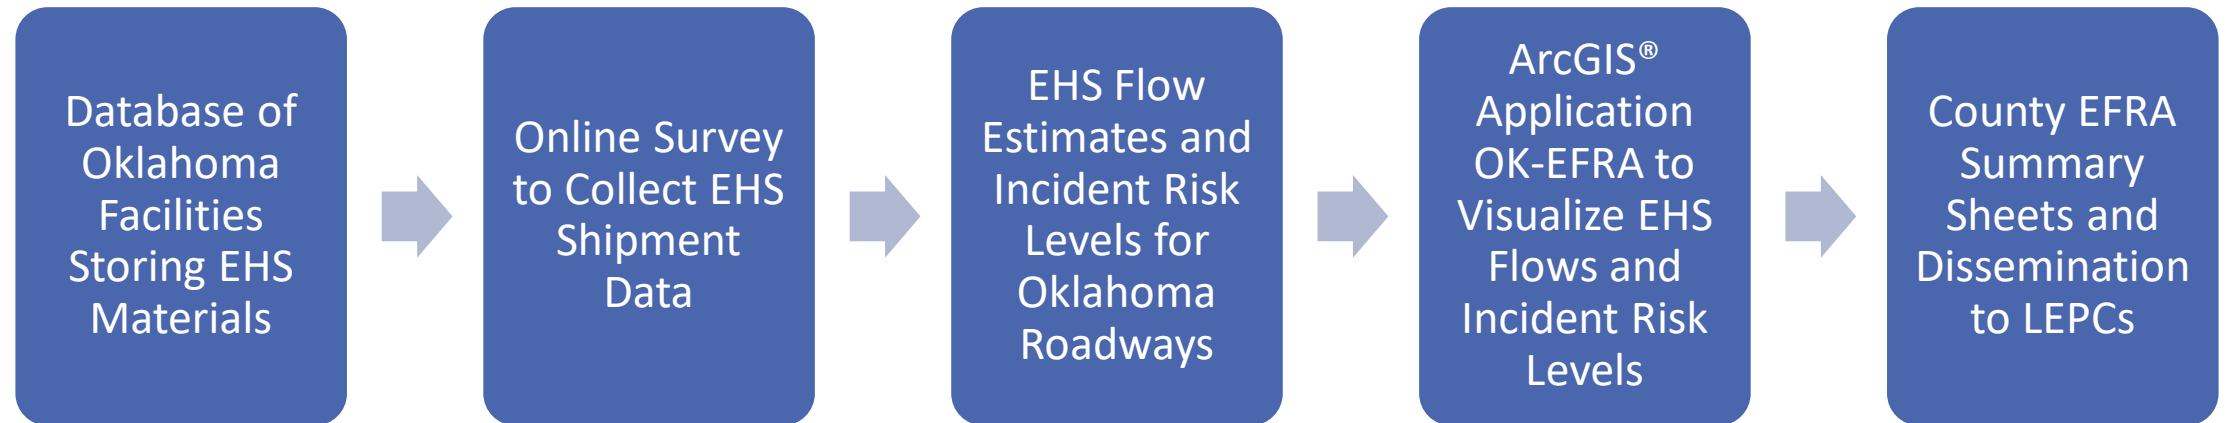 Database of
Oklahoma
Facilities
Storing EHS
Materials
Online Survey
to Collect EHS
Shipment
Data
EHS Flow
Estimates and
Incident Risk
Levels for
Oklahoma
Roadways
ArcGIS®
Application
OK-EFRA to
Visualize EHS
Flows and
Incident Risk
Levels
County EFRA
Summary
Sheets and
Dissemination
to LEPCs